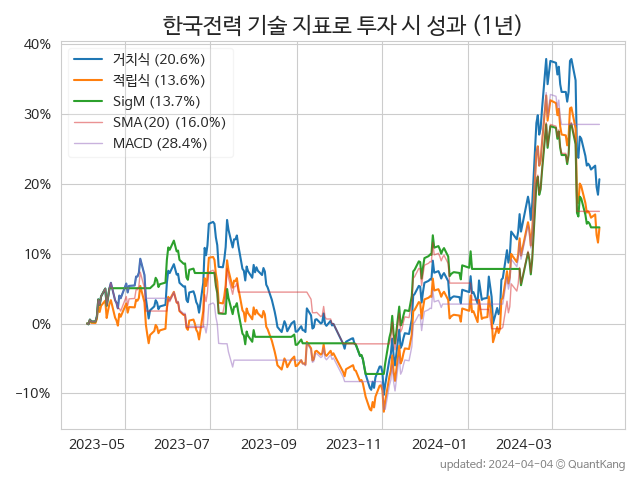 한국전력 기술 지표로 투자 시 성과 (1년)
거치식 (20.6%)
적립식 (13.6%)
SigM (13.7%)
SMA(20) (16.0%)
MACD (28.4%)
40%
30%
20%
10%
0%
−10%
2023-05 2023-07 2023-09 2023-11 2024-01 2024-03
updated: 2024-04-04 © QuantKang